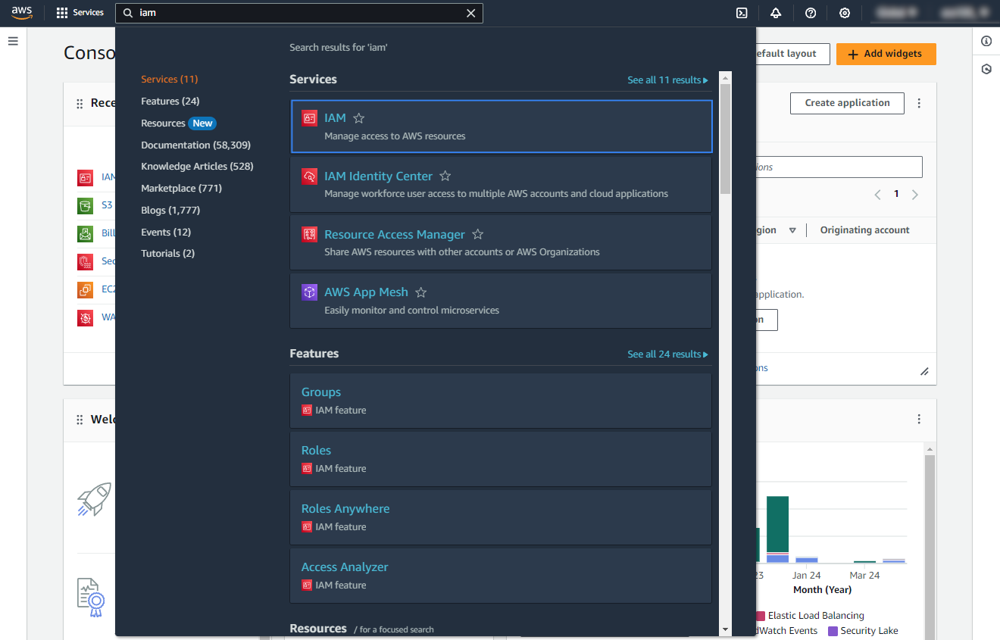 aws
Services
iam
Search results for 'iam'
Conso
efault layout
Add widgets
Services (11)
Features (24)
Resources New
Documentation (58,309)
Knowledge Articles (528)
Marketplace (771)
Blogs (1,777)
Events (12)
Tutorials (2)
Services
See all 11 results
IAM
Manage access to AWS resources
IAM Identity Center
Manage workforce user access to multiple AWS accounts and cloud applications
Resource Access Manager
Share AWS resources with other accounts or AWS Organizations
AWS App Mesh
Easily monitor and control microservices
Features
See all 24 results
Groups
IAM feature
Roles
IAM feature
Roles Anywhere
IAM feature
Access Analyzer
IAM feature
Resources / for a focused search
Rece
IAM
S3
Bill
Sec
EC2
WA
Welc
Create application
ions
1
gion
Originating account
application.
on
ons
23
Jan 24
Mar 24
Month (Year)
Elastic Load Balancing
dWatch Events
Security Lake